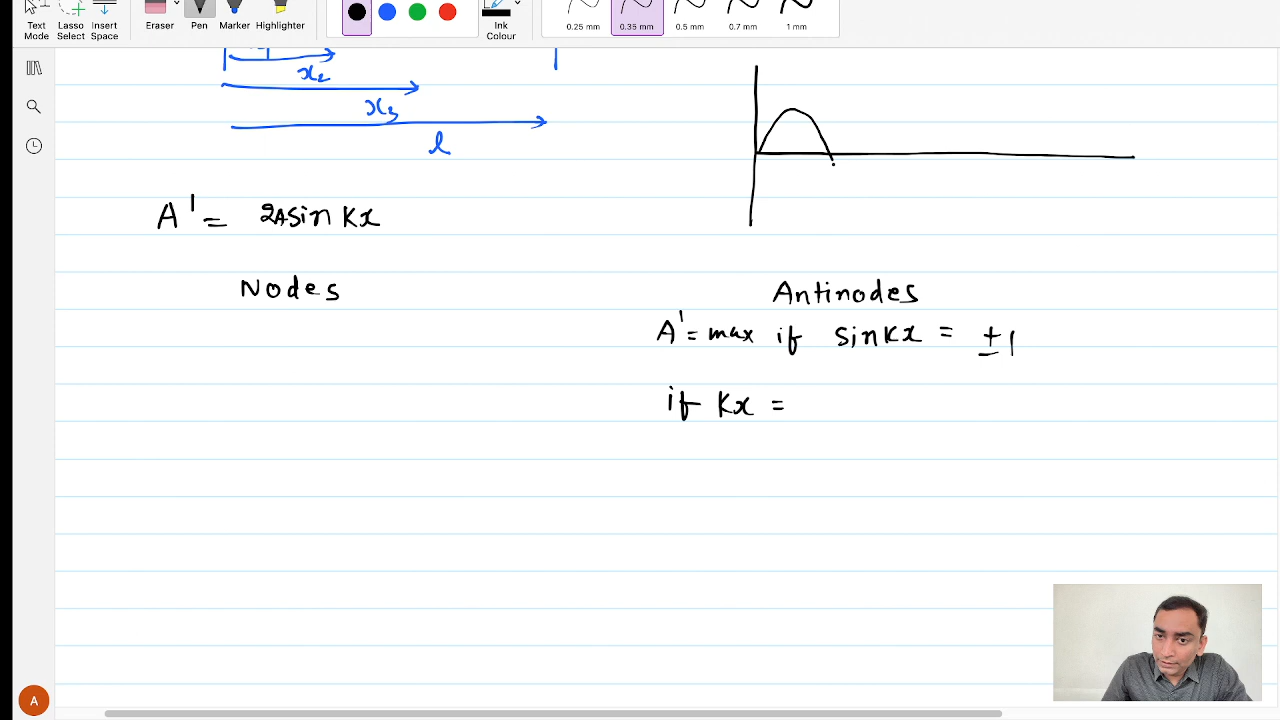 Text Mode
Lasso Select
Insert Space
Eraser
Pen
Marker
Highlighter
Ink Colour
0.25 mm
0.35 mm
0.5 mm
0.7 mm
1 mm
x2
x3
l
A' = 2A sin Kx
Nodes
Antinodes
A' = max if sinKx = ±1
if Kx =
A